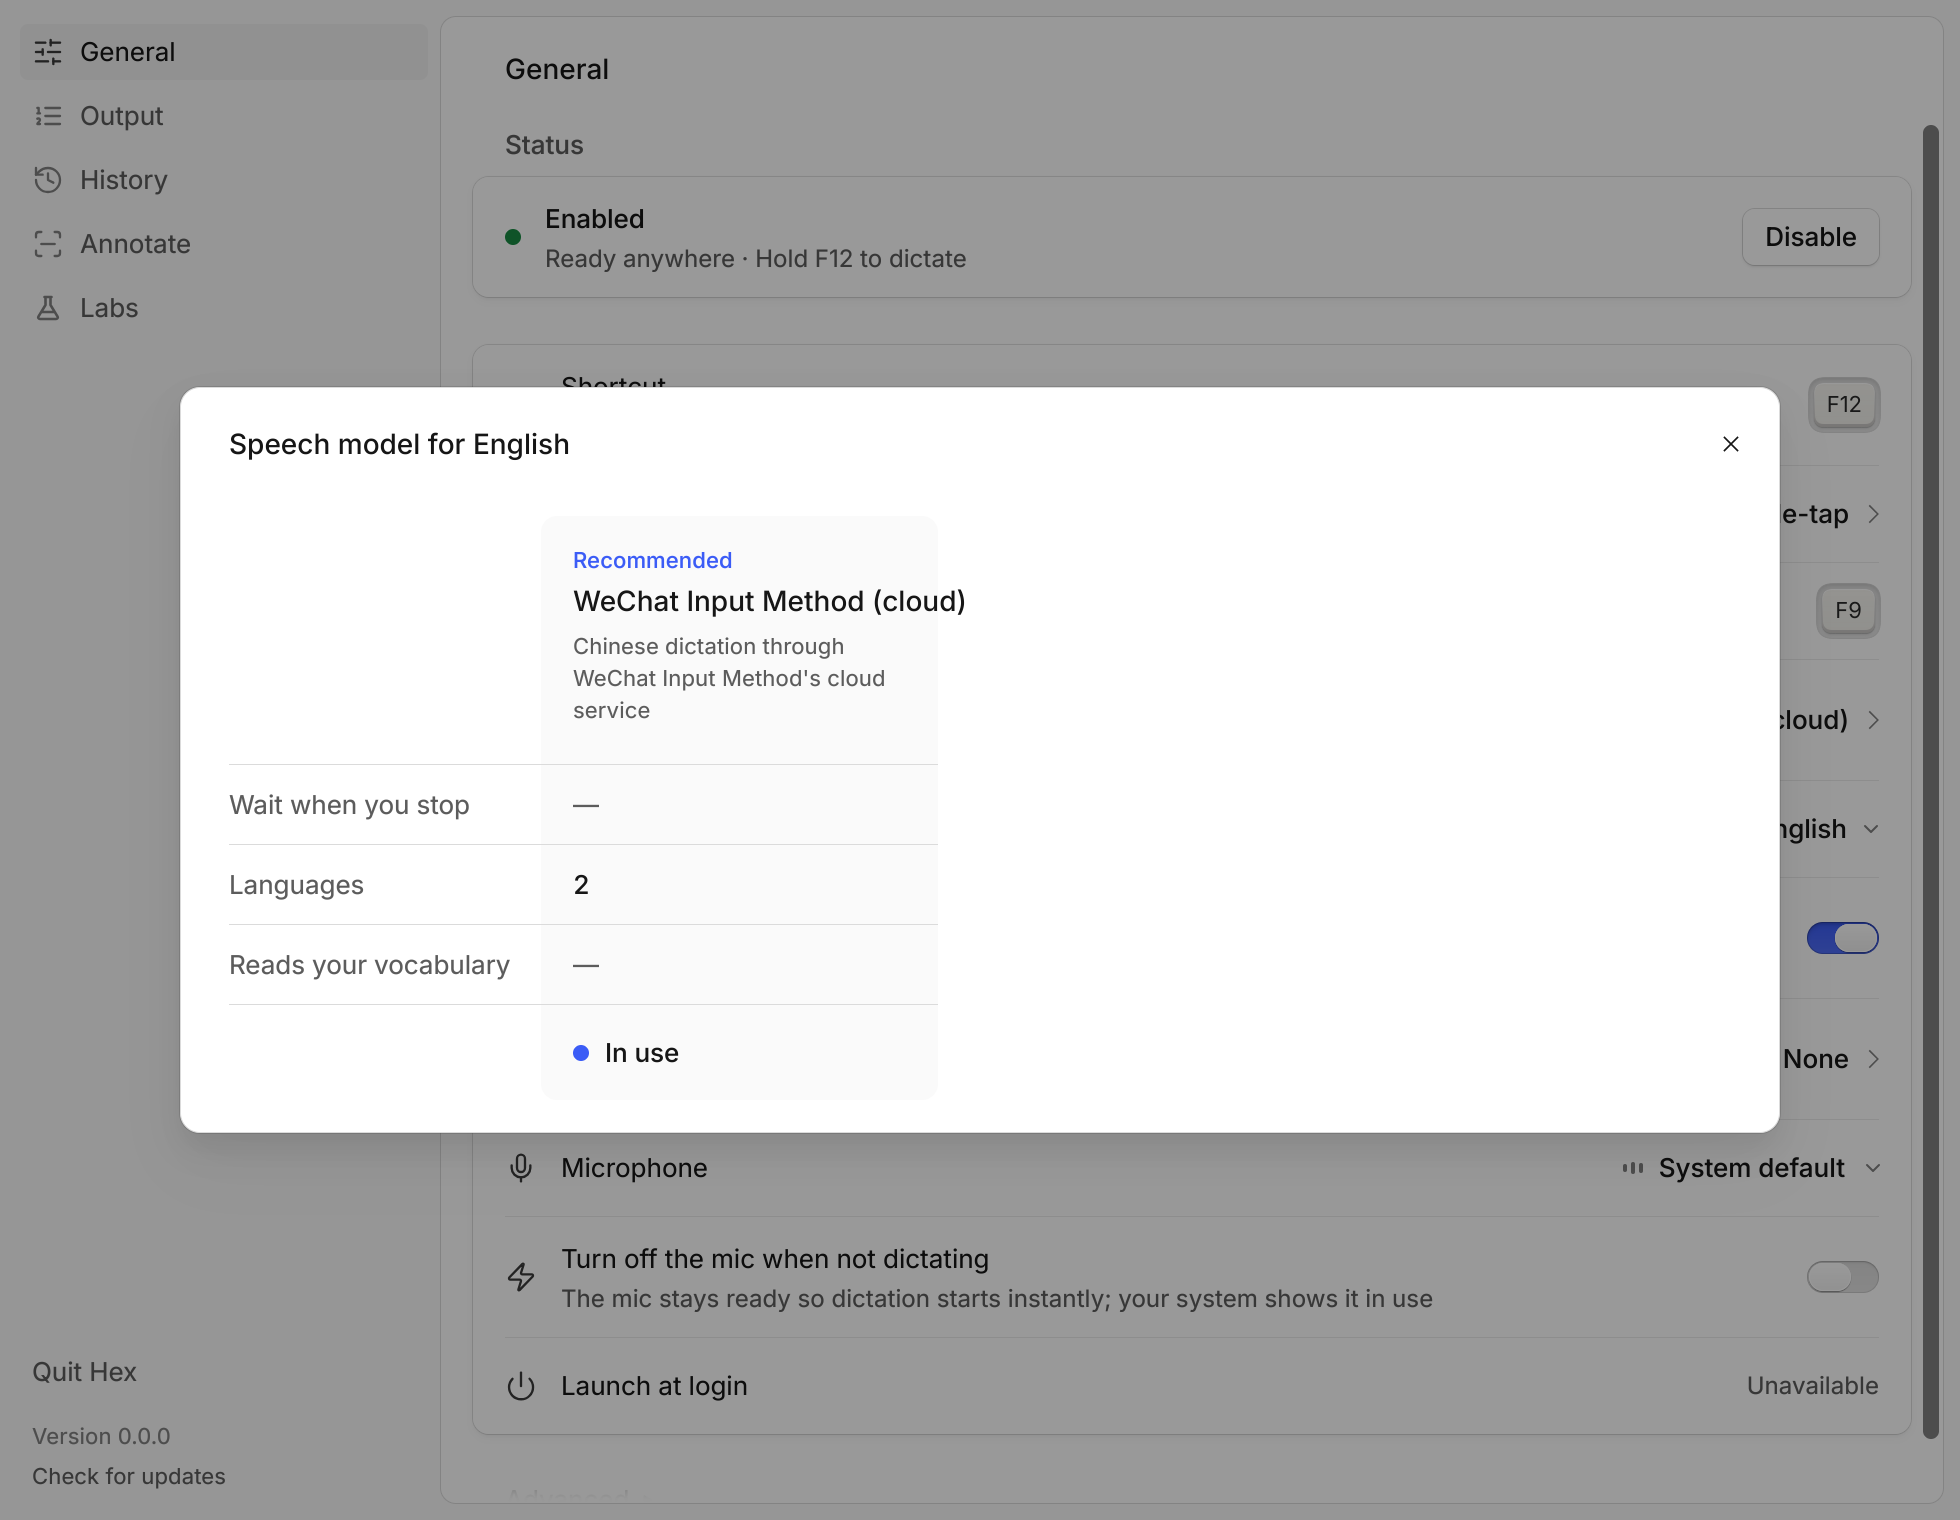 General
Output
History
Annotate
Labs
General
Status
Enabled
Ready anywhere · Hold F12 to dictate
Disable
Shortcut
F12
e-tap
F9
cloud)
nglish
None
Speech model for English
Recommended
WeChat Input Method (cloud)
Chinese dictation through
WeChat Input Method's cloud
service
Wait when you stop —
Languages 2
Reads your vocabulary —
In use
Microphone
System default
Turn off the mic when not dictating
The mic stays ready so dictation starts instantly; your system shows it in use
Launch at login
Unavailable
Quit Hex
Version 0.0.0
Check for updates
Advanced